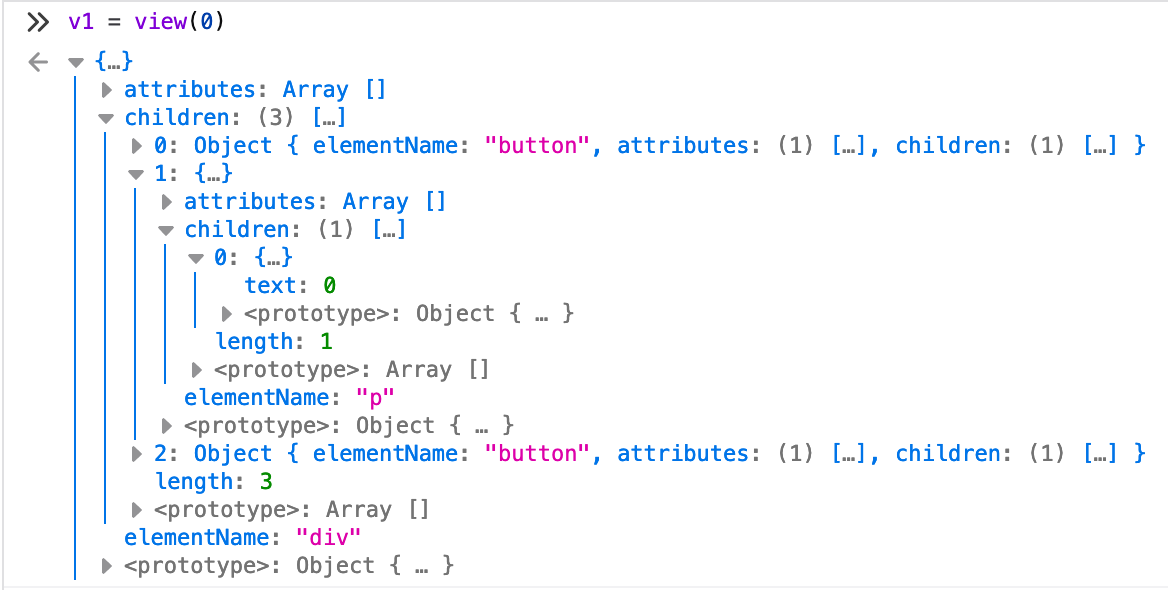 v1 = view(0)
{…}
attributes: Array []
children: (3) […]
0: Object { elementName: "button", attributes: (1) […], children: (1) […] }
1: {…}
attributes: Array []
children: (1) […]
0: {…}
text: 0
<prototype>: Object { … }
length: 1
<prototype>: Array []
elementName: "p"
<prototype>: Object { … }
2: Object { elementName: "button", attributes: (1) […], children: (1) […] }
length: 3
<prototype>: Array []
elementName: "div"
<prototype>: Object { … }